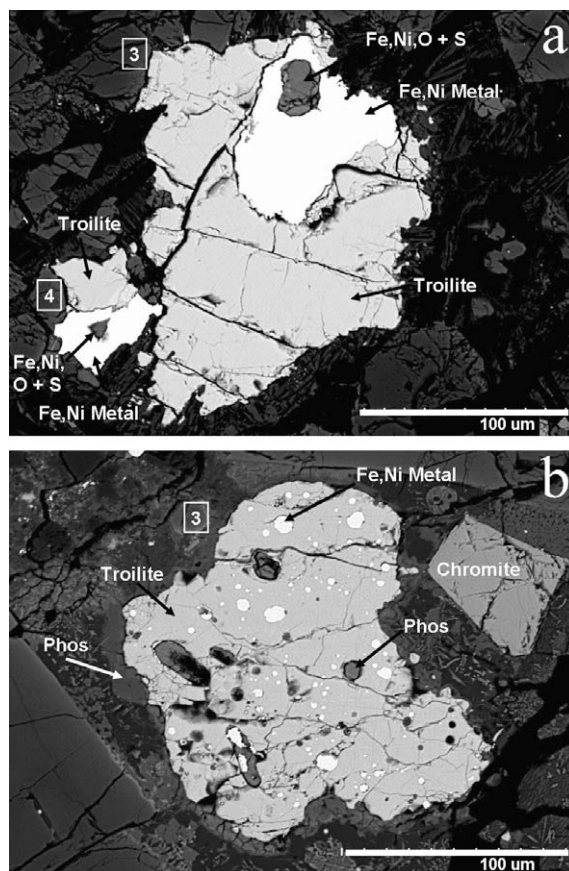 a
3
Fe,Ni,O + S
Fe,Ni Metal
Troilite
4
Troilite
Fe,Ni,
O + S
Fe,Ni Metal
100 um
b
Fe,Ni Metal
3
Troilite
Chromite
Phos
Phos
100 um